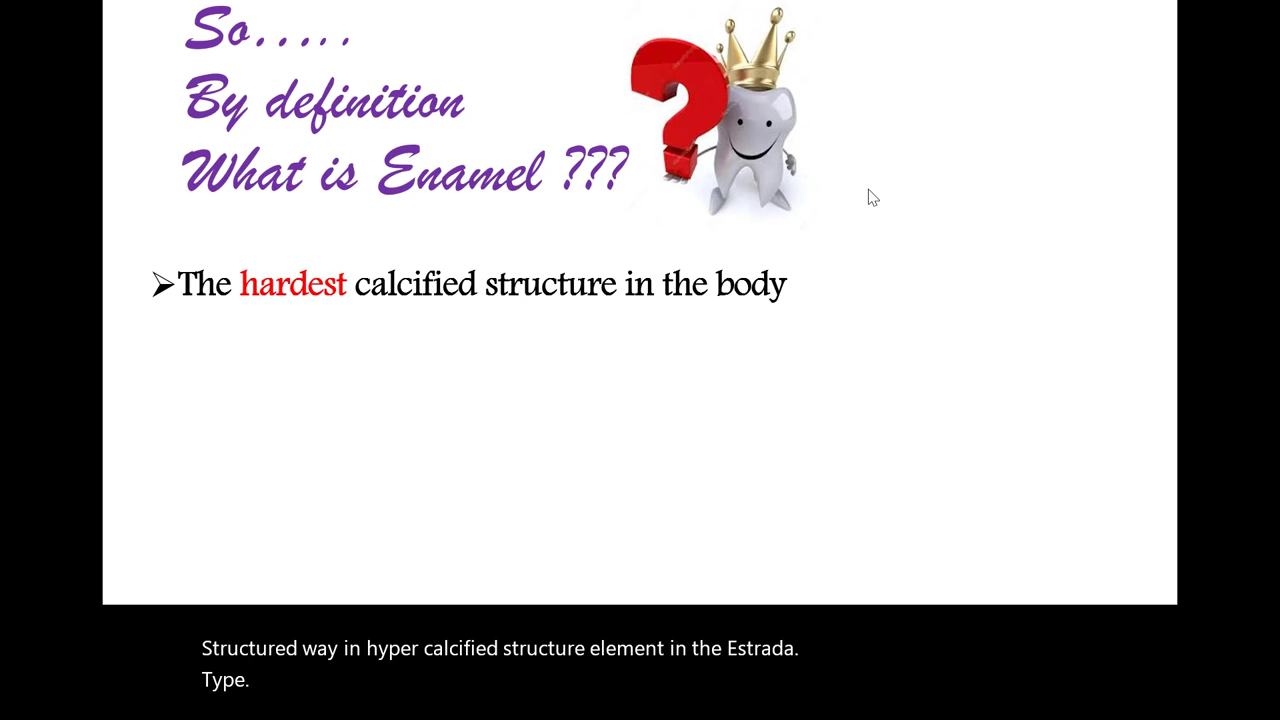 So.....
By definition
What is Enamel ???
➢The hardest calcified structure in the body
Structured way in hyper calcified structure element in the Estrada.
Type.